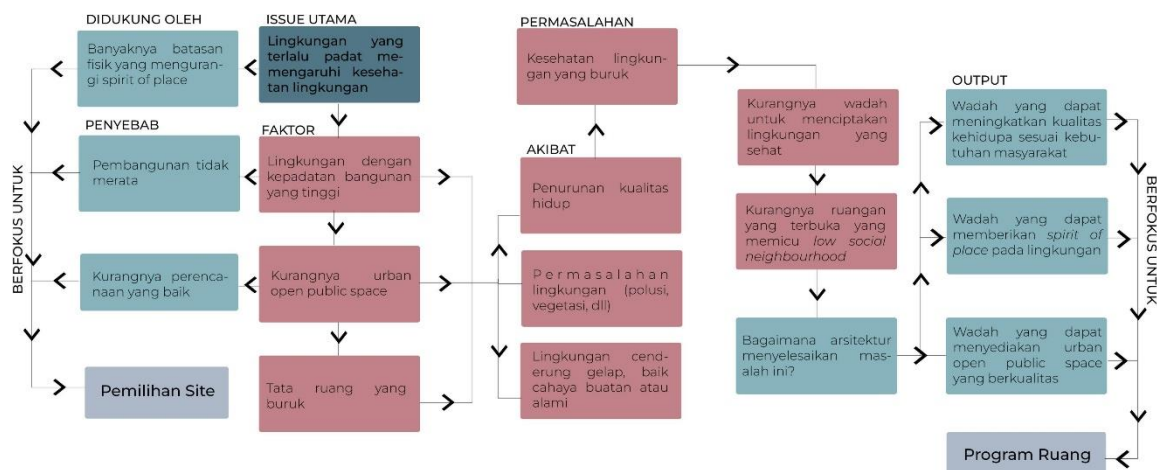 DIDUKUNG OLEH
Banyaknya batasan
fisik yang menguran-
gi spirit of place
PENYEBAB
Pembangunan tidak
merata
Kurangnya perenca-
naan yang baik
BERFOKUS UNTUK
Pemilihan Site
ISSUE UTAMA
Lingkungan yang
terlalu padat me-
mengaruhi keseha-
tan lingkungan
FAKTOR
Lingkungan dengan
kepadatan bangunan
yang tinggi
Kurangnya urban
open public space
Tata ruang yang
buruk
PERMASALAHAN
Kesehatan lingkun-
gan yang buruk
AKIBAT
Penurunan kualitas
hidup
Permasalahan
lingkungan (polusi,
vegetasi, dll)
Lingkungan cend-
erung gelap, baik
cahaya buatan atau
alami
Kurangnya wadah
untuk menciptakan
lingkungan yang
sehat
Kurangnya ruangan
yang terbuka yang
memicu low social
neighbourhood
Bagaimana arsitektur
menyelesaikan mas-
alah ini?
OUTPUT
Wadah yang dapat
meningkatkan kualitas
kehidupa sesuai kebu-
tuhan masyarakat
Wadah yang dapat
memberikan spirit of
place pada lingkungan
Wadah yang dapat
menyediakan urban
open public space
yang berkualitas
BERFOKUS UNTUK
Program Ruang